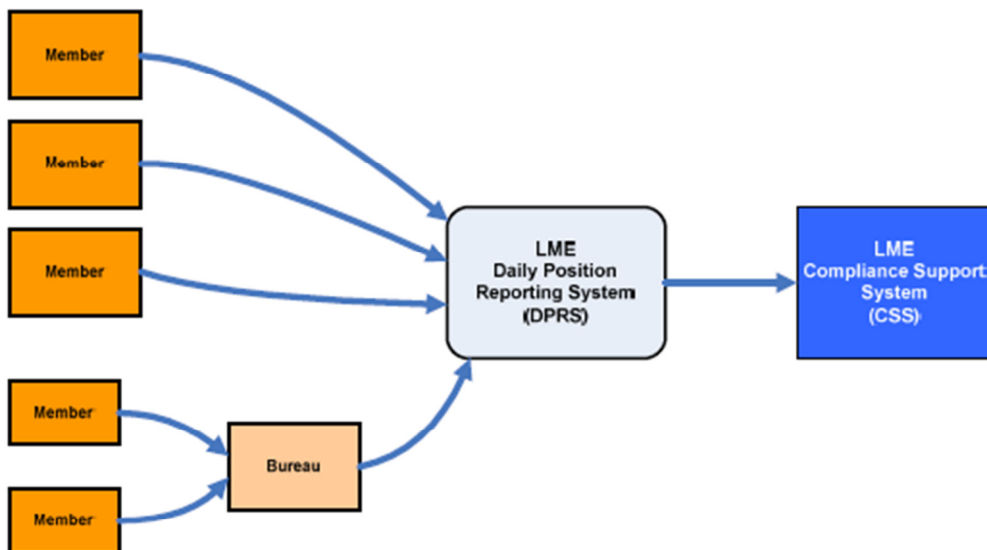 Member
Member
Member
LME
Daily Position
Reporting System
(DPRS)
LME
Compliance Support
System
(CSS)
Member
Bureau
Member